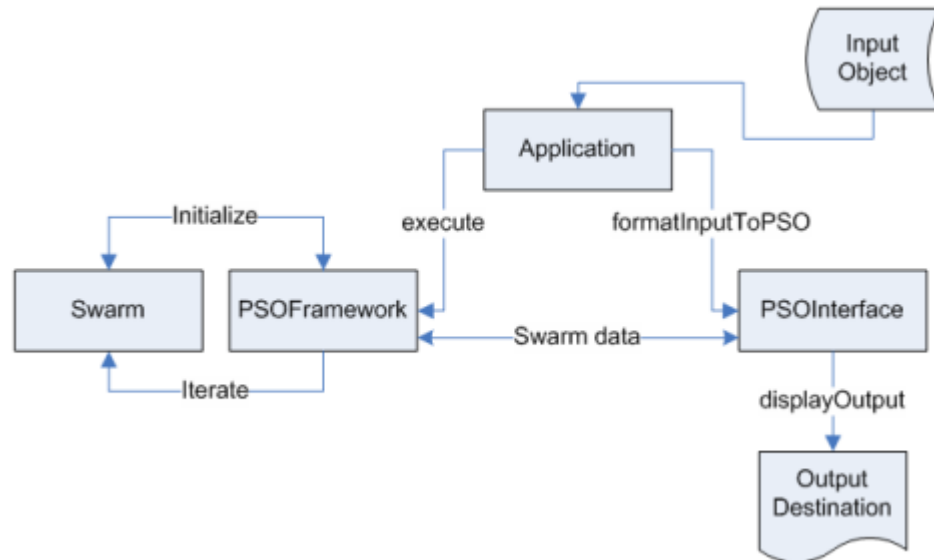 Input
Object
Application
Initialize
execute
formatInputToPSO
Swarm
PSOFramework
PSOInterface
Swarm data
Iterate
displayOutput
Output
Destination